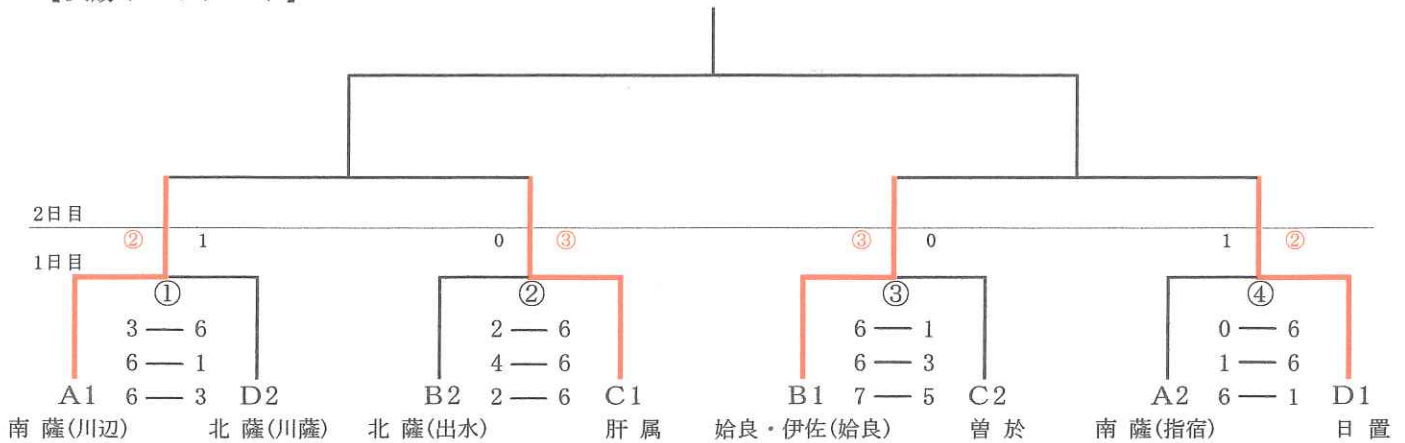 2日目
② 1 0 ③ ③ 0 1 ②
1日目
① ② ③ ④
3 — 6 2 — 6 6 — 1 0 — 6
6 — 1 4 — 6 6 — 3 1 — 6
A1 6 — 3 D2 B2 2 — 6 C1 B1 7 — 5 C2 A2 6 — 1 D1
南 薩(川辺) 北 薩(川薩) 北 薩(出水) 肝 属 姶良・伊佐(姶良) 曽 於 南 薩(指宿) 日 置